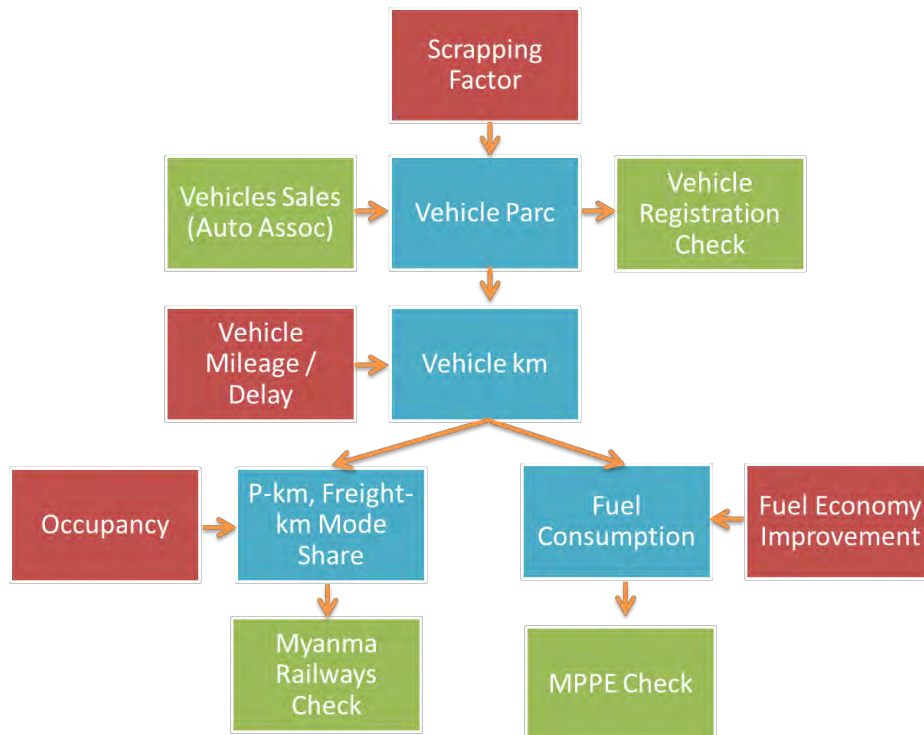 Scrapping
Factor
Vehicles Sales
(Auto Assoc)
Vehicle Parc
Vehicle
Registration
Check
Vehicle
Mileage /
Delay
Vehicle km
Occupancy
P-km, Freight-
km Mode
Share
Fuel
Consumption
Fuel Economy
Improvement
Myanma
Railways
Check
MPPE Check